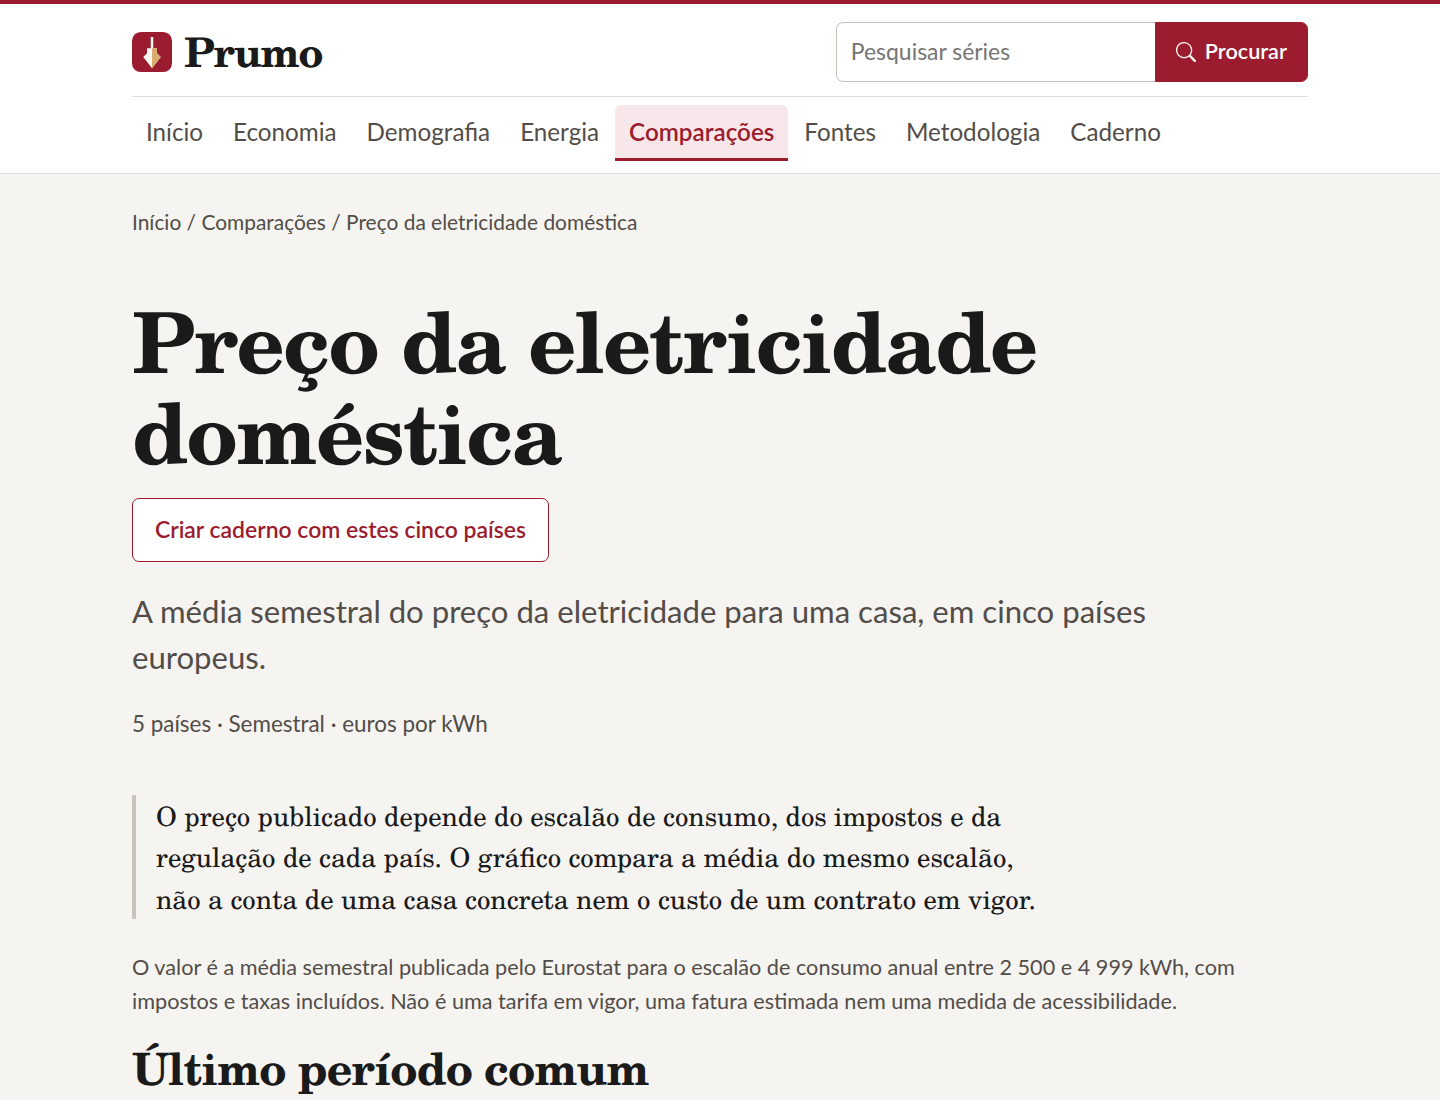 Prumo
Pesquisar séries
Procurar
Início Economia Demografia Energia Comparações Fontes Metodologia Caderno
Início / Comparações / Preço da eletricidade doméstica
Preço da eletricidade
doméstica
Criar caderno com estes cinco países
A média semestral do preço da eletricidade para uma casa, em cinco países
europeus.
5 países · Semestral · euros por kWh
O preço publicado depende do escalão de consumo, dos impostos e da
regulação de cada país. O gráfico compara a média do mesmo escalão,
não a conta de uma casa concreta nem o custo de um contrato em vigor.
O valor é a média semestral publicada pelo Eurostat para o escalão de consumo anual entre 2 500 e 4 999 kWh, com
impostos e taxas incluídos. Não é uma tarifa em vigor, uma fatura estimada nem uma medida de acessibilidade.
Último período comum